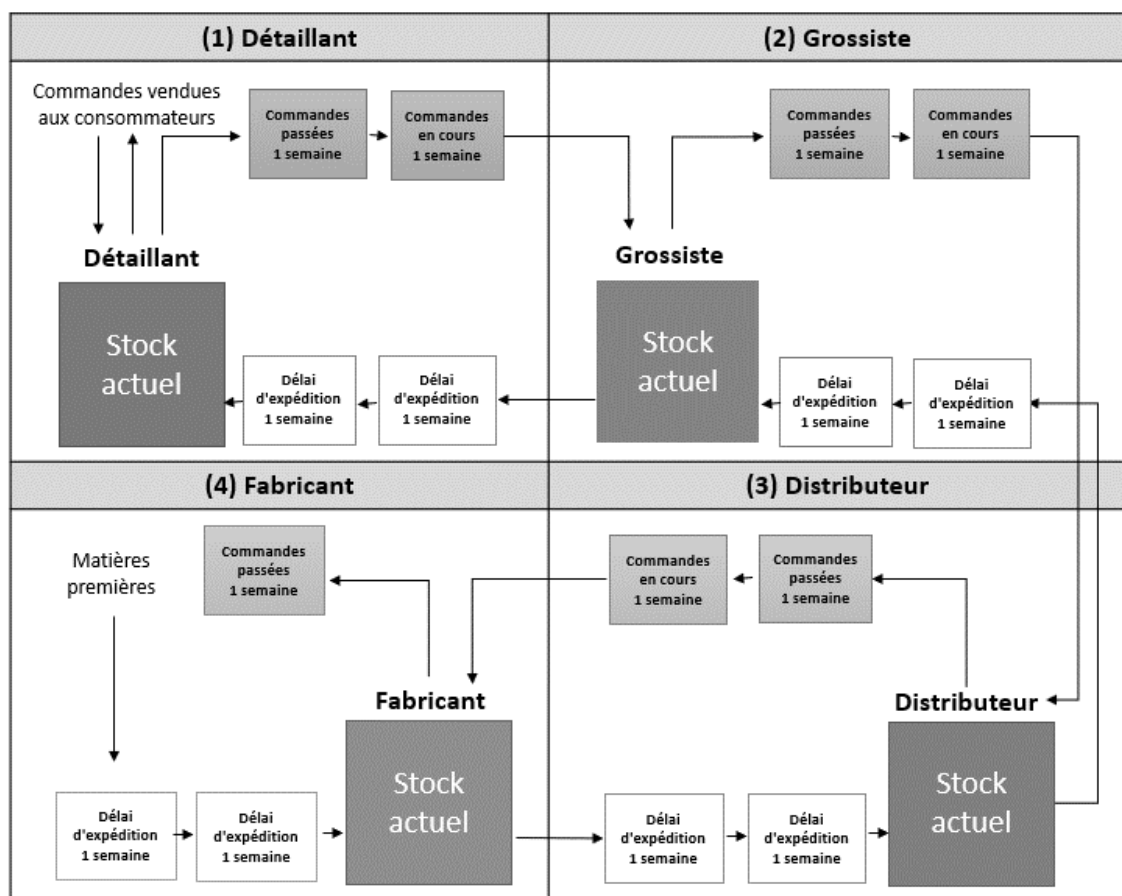 (1) Détaillant
(2) Grossiste
Commandes vendues
aux consommateurs
Commandes
passées
1 semaine
Commandes
en cours
1 semaine
Commandes
passées
1 semaine
Commandes
en cours
1 semaine
Détaillant
Stock
actuel
Délai
d'expédition
1 semaine
Délai
d'expédition
1 semaine
Grossiste
Stock
actuel
Délai
d'expédition
1 semaine
Délai
d'expédition
1 semaine
(4) Fabricant
(3) Distributeur
Matières
premières
Commandes
passées
1 semaine
Commandes
en cours
1 semaine
Commandes
passées
1 semaine
Fabricant
Stock
actuel
Délai
d'expédition
1 semaine
Délai
d'expédition
1 semaine
Distributeur
Stock
actuel
Délai
d'expédition
1 semaine
Délai
d'expédition
1 semaine